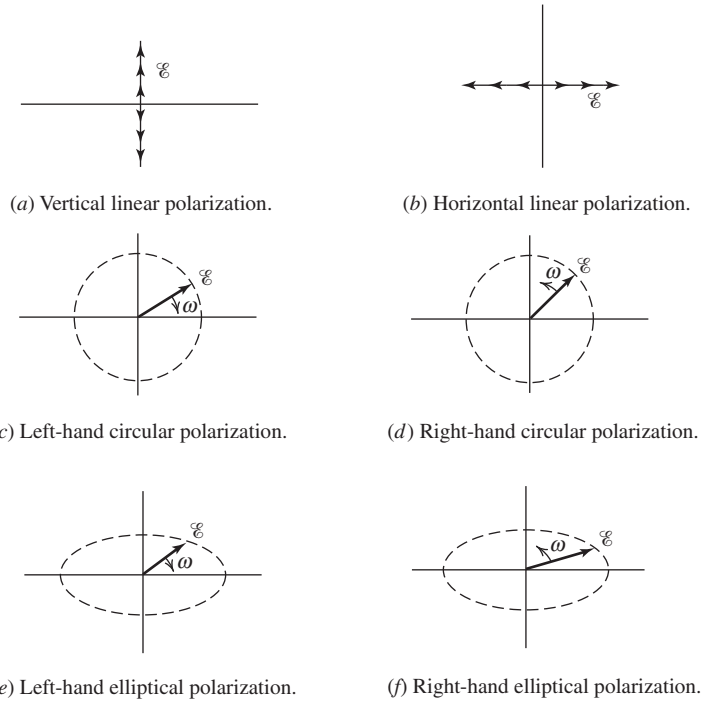 ℰ
ℰ
(a) Vertical linear polarization.
(b) Horizontal linear polarization.
ℰ
ω
ω
ℰ
c) Left-hand circular polarization.
(d) Right-hand circular polarization.
ℰ
ω
ω
ℰ
e) Left-hand elliptical polarization.
(f) Right-hand elliptical polarization.